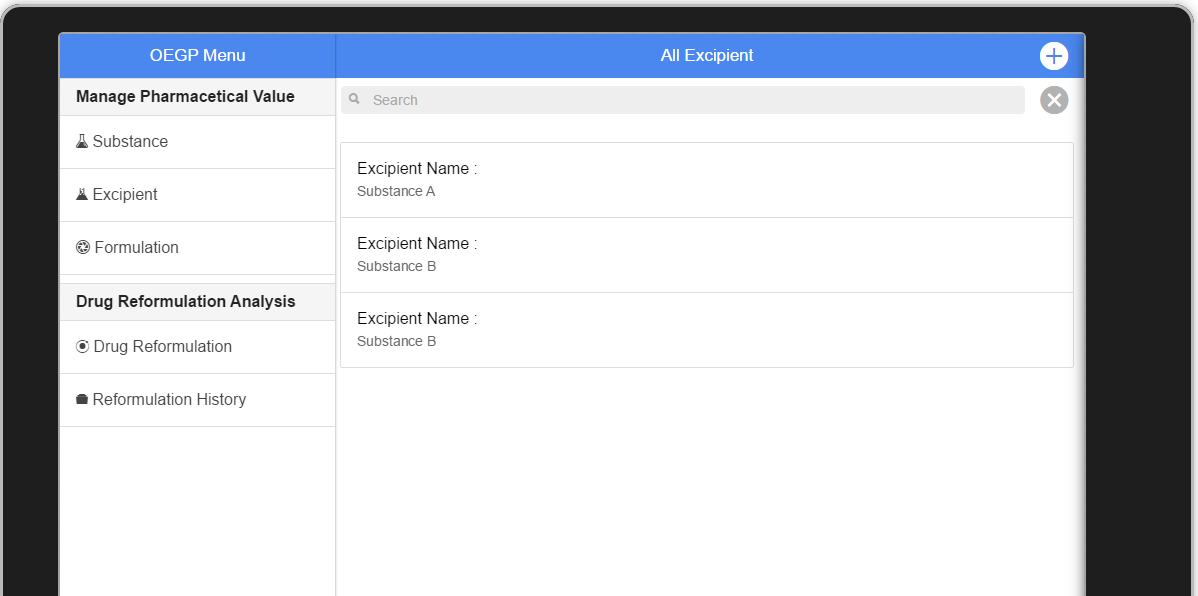 OEGP Menu
All Excipient
Manage Pharmacetical Value
Substance
Excipient
Formulation
Drug Reformulation Analysis
Drug Reformulation
Reformulation History
Search
Excipient Name :
Substance A
Excipient Name :
Substance B
Excipient Name :
Substance B